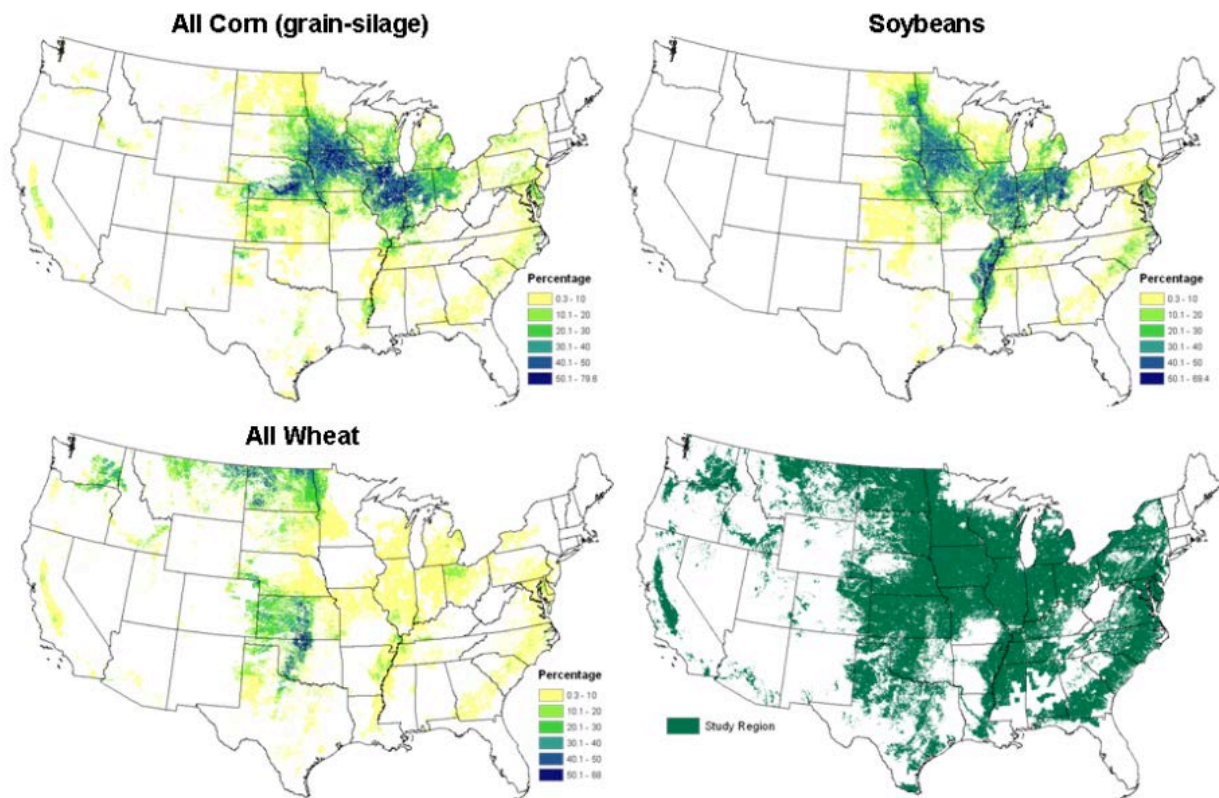 All Corn (grain-silage)
Percentage
0.3 - 10
10.1 - 20
20.1 - 30
30.1 - 40
40.1 - 50
50.1 - 79.6
Soybeans
Percentage
0.3 - 10
10.1 - 20
20.1 - 30
30.1 - 40
40.1 - 50
50.1 - 69.4
All Wheat
Percentage
0.3 - 10
10.1 - 20
20.1 - 30
30.1 - 40
40.1 - 50
50.1 - 68
Study Region